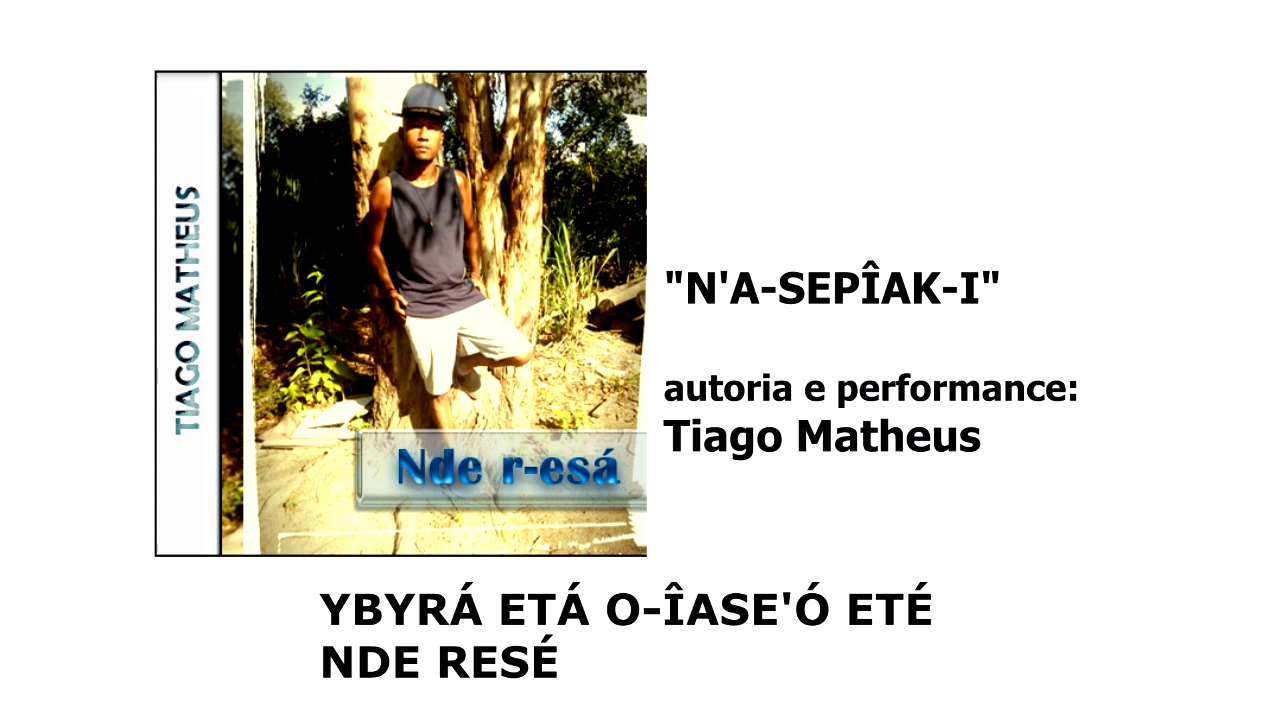 TIAGO MATHEUS
Nde r-esá
"N'A-SEPÎAK-I"
autoria e performance:
Tiago Matheus
YBYRÁ ETÁ O-ÎASE'Ó ETÉ
NDE RESÉ